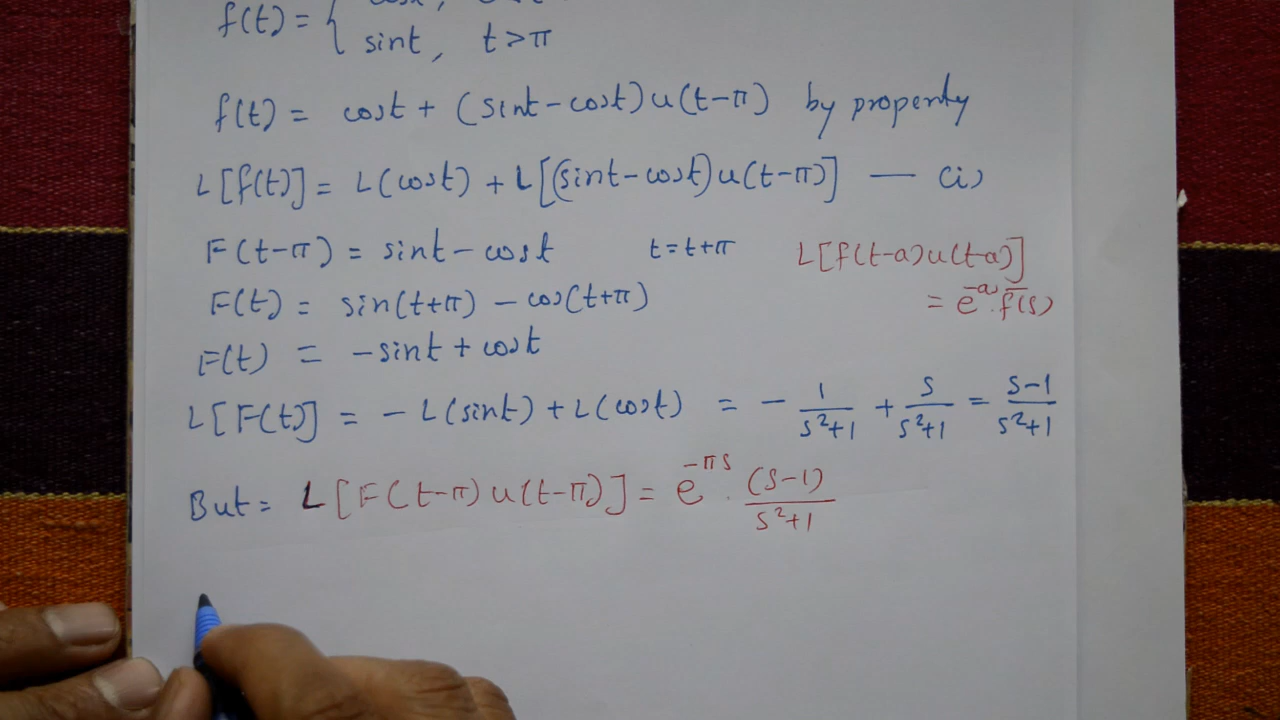 f(t) = {
sint, t>π
f(t) = cost + (sint-cost)u(t-π) by property
L[f(t)] = L(cost) + L[(sint-cost)u(t-π)] — (i)
F(t-π) = sint - cost t=t+π L[f(t-a)u(t-a)]
F(t) = sin(t+π) - cos(t+π) = e^-as . f̄(s)
F(t) = -sint + cost
L[F(t)] = - L(sint) + L(cost) = - 1/s²+1 + s/s²+1 = s-1/s²+1
But = L[F(t-π)u(t-π)] = e^-πs . (s-1)/s²+1